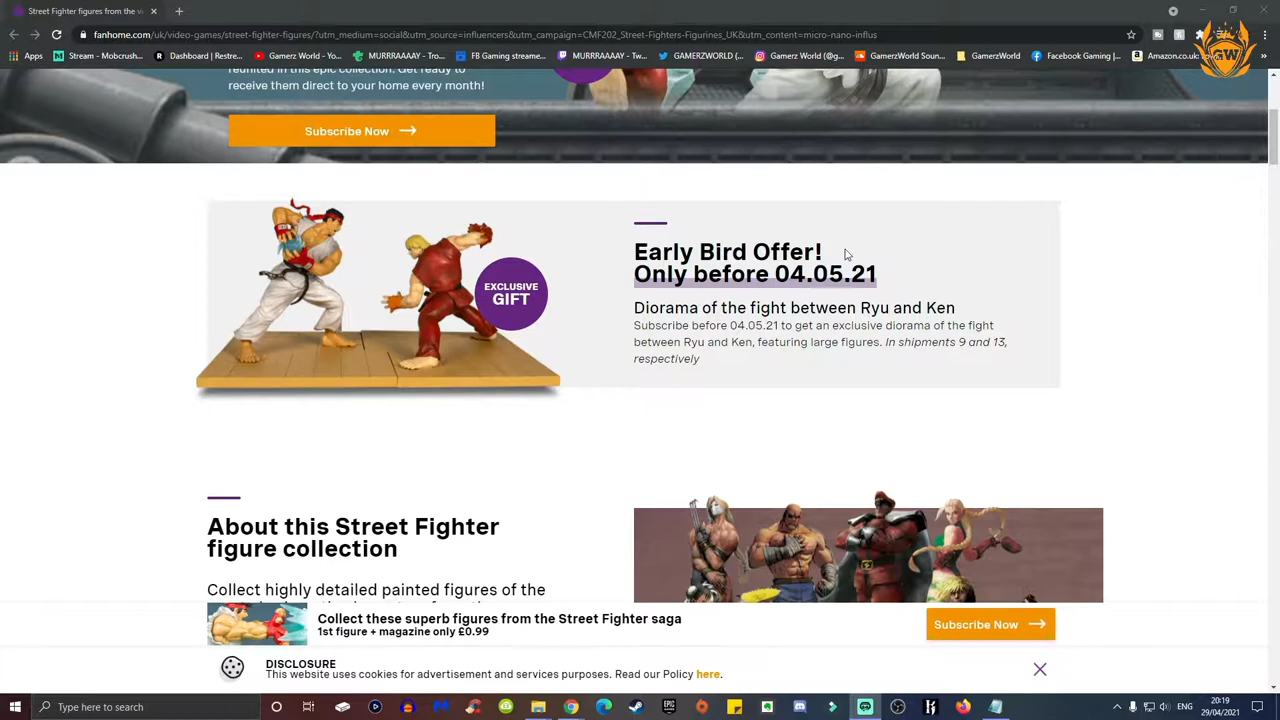 Street Fighter figures from the vi
fanhome.com/uk/video-games/street-fighter-figures/?utm_medium=social&utm_source=influencers&utm_campaign=CMF202_Street-Fighters-Figurines_UK&utm_content=micro-nano-influs
Apps Stream - Mobcrush Dashboard | Restre... Gamerz World - Yo... MURRRAAAAY - Tro... FB Gaming streame... MURRRAAAAY - Tw... GAMERZWORLD (... Instagram Gamerz World (@g... GamerzWorld Soun... GamerzWorld Facebook Gaming |... Amazon.co.uk
GW
reunited in this epic collection. Get ready to
receive them direct to your home every month!
Subscribe Now
EXCLUSIVE
GIFT
Early Bird Offer!
Only before 04.05.21
Diorama of the fight between Ryu and Ken
Subscribe before 04.05.21 to get an exclusive diorama of the fight
between Ryu and Ken, featuring large figures. In shipments 9 and 13,
respectively
About this Street Fighter
figure collection
Collect highly detailed painted figures of the
Collect these superb figures from the Street Fighter saga
1st figure + magazine only £0.99
Subscribe Now
DISCLOSURE
This website uses cookies for advertisement and services purposes. Read our Policy here.
Type here to search
EPIC
ENG
20:19
29/04/2021